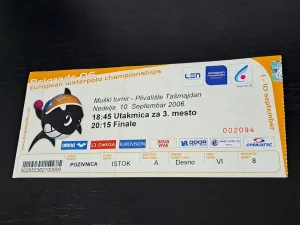 Belgrade 06
European waterpolo championships
LEN
Muški turnir - Plivalište Tašmajdan
Nedelja, 10. Septembar 2006
18:45 Utakmica za 3. mesto
20:15 Finale
1. - 10 september
002094
arena
OMEGA
EUROVISION
POZIVNICA
ISTOK
A
Desno
VI
8